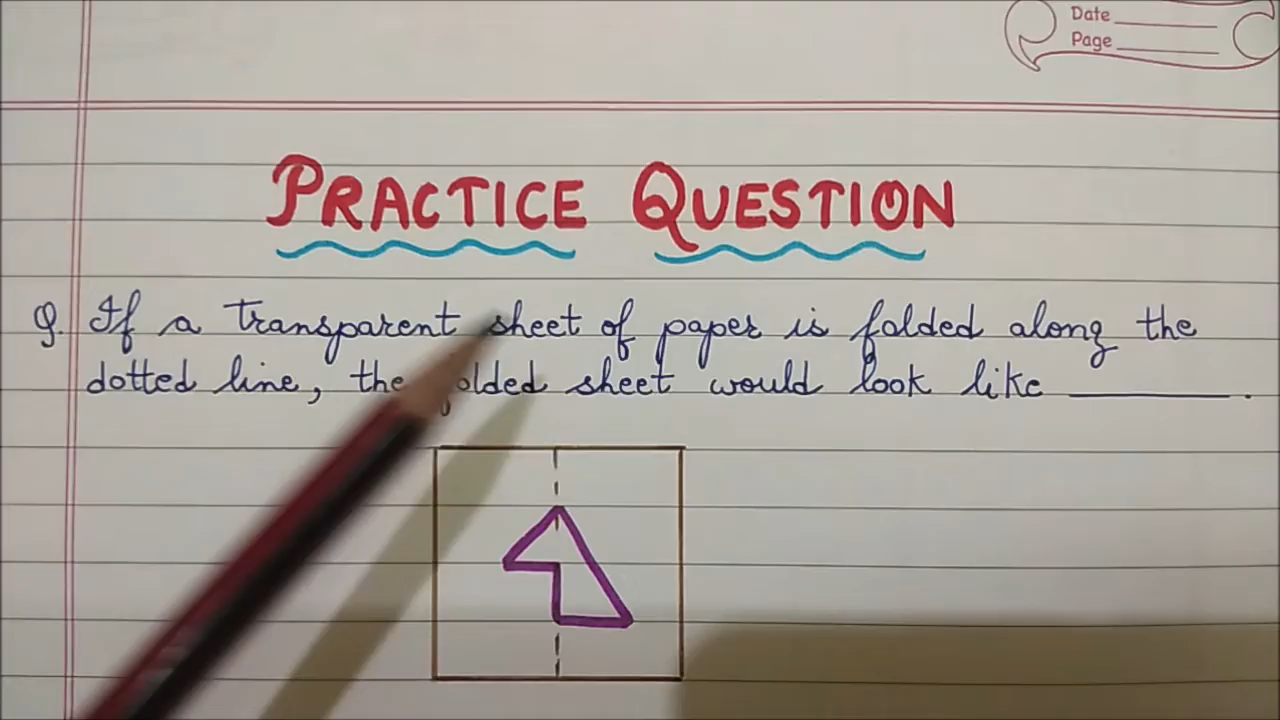 Date
Page
PRACTICE QUESTION
Q. If a transparent sheet of paper is folded along the
dotted line, the folded sheet would look like ______.